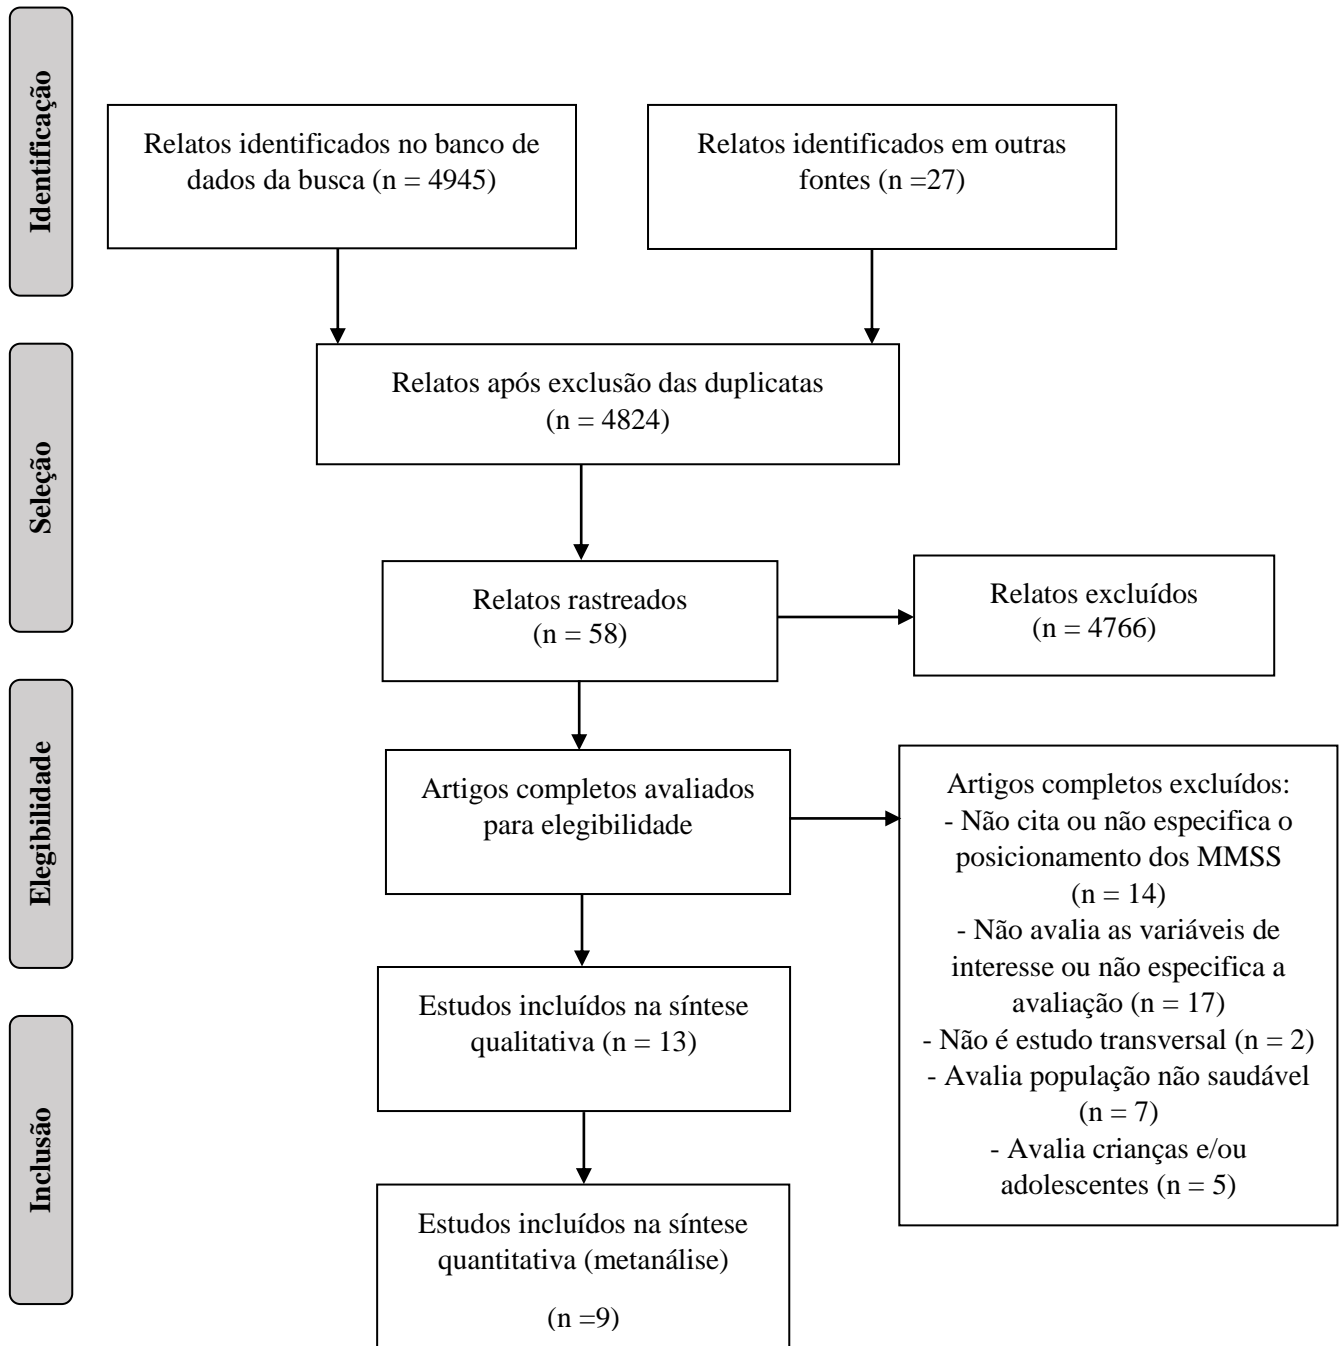 Identificação
Relatos identificados no banco de
dados da busca (n = 4945)
Relatos identificados em outras
fontes (n =27)
Seleção
Relatos após exclusão das duplicatas
(n = 4824)
Relatos rastreados
(n = 58)
Relatos excluídos
(n = 4766)
Elegibilidade
Artigos completos avaliados
para elegibilidade
Artigos completos excluídos:
- Não cita ou não especifica o
posicionamento dos MMSS
(n = 14)
- Não avalia as variáveis de
interesse ou não especifica a
avaliação (n = 17)
- Não é estudo transversal (n = 2)
- Avalia população não saudável
(n = 7)
- Avalia crianças e/ou
adolescentes (n = 5)
Estudos incluídos na síntese
qualitativa (n = 13)
Inclusão
Estudos incluídos na síntese
quantitativa (metanálise)
(n =9)